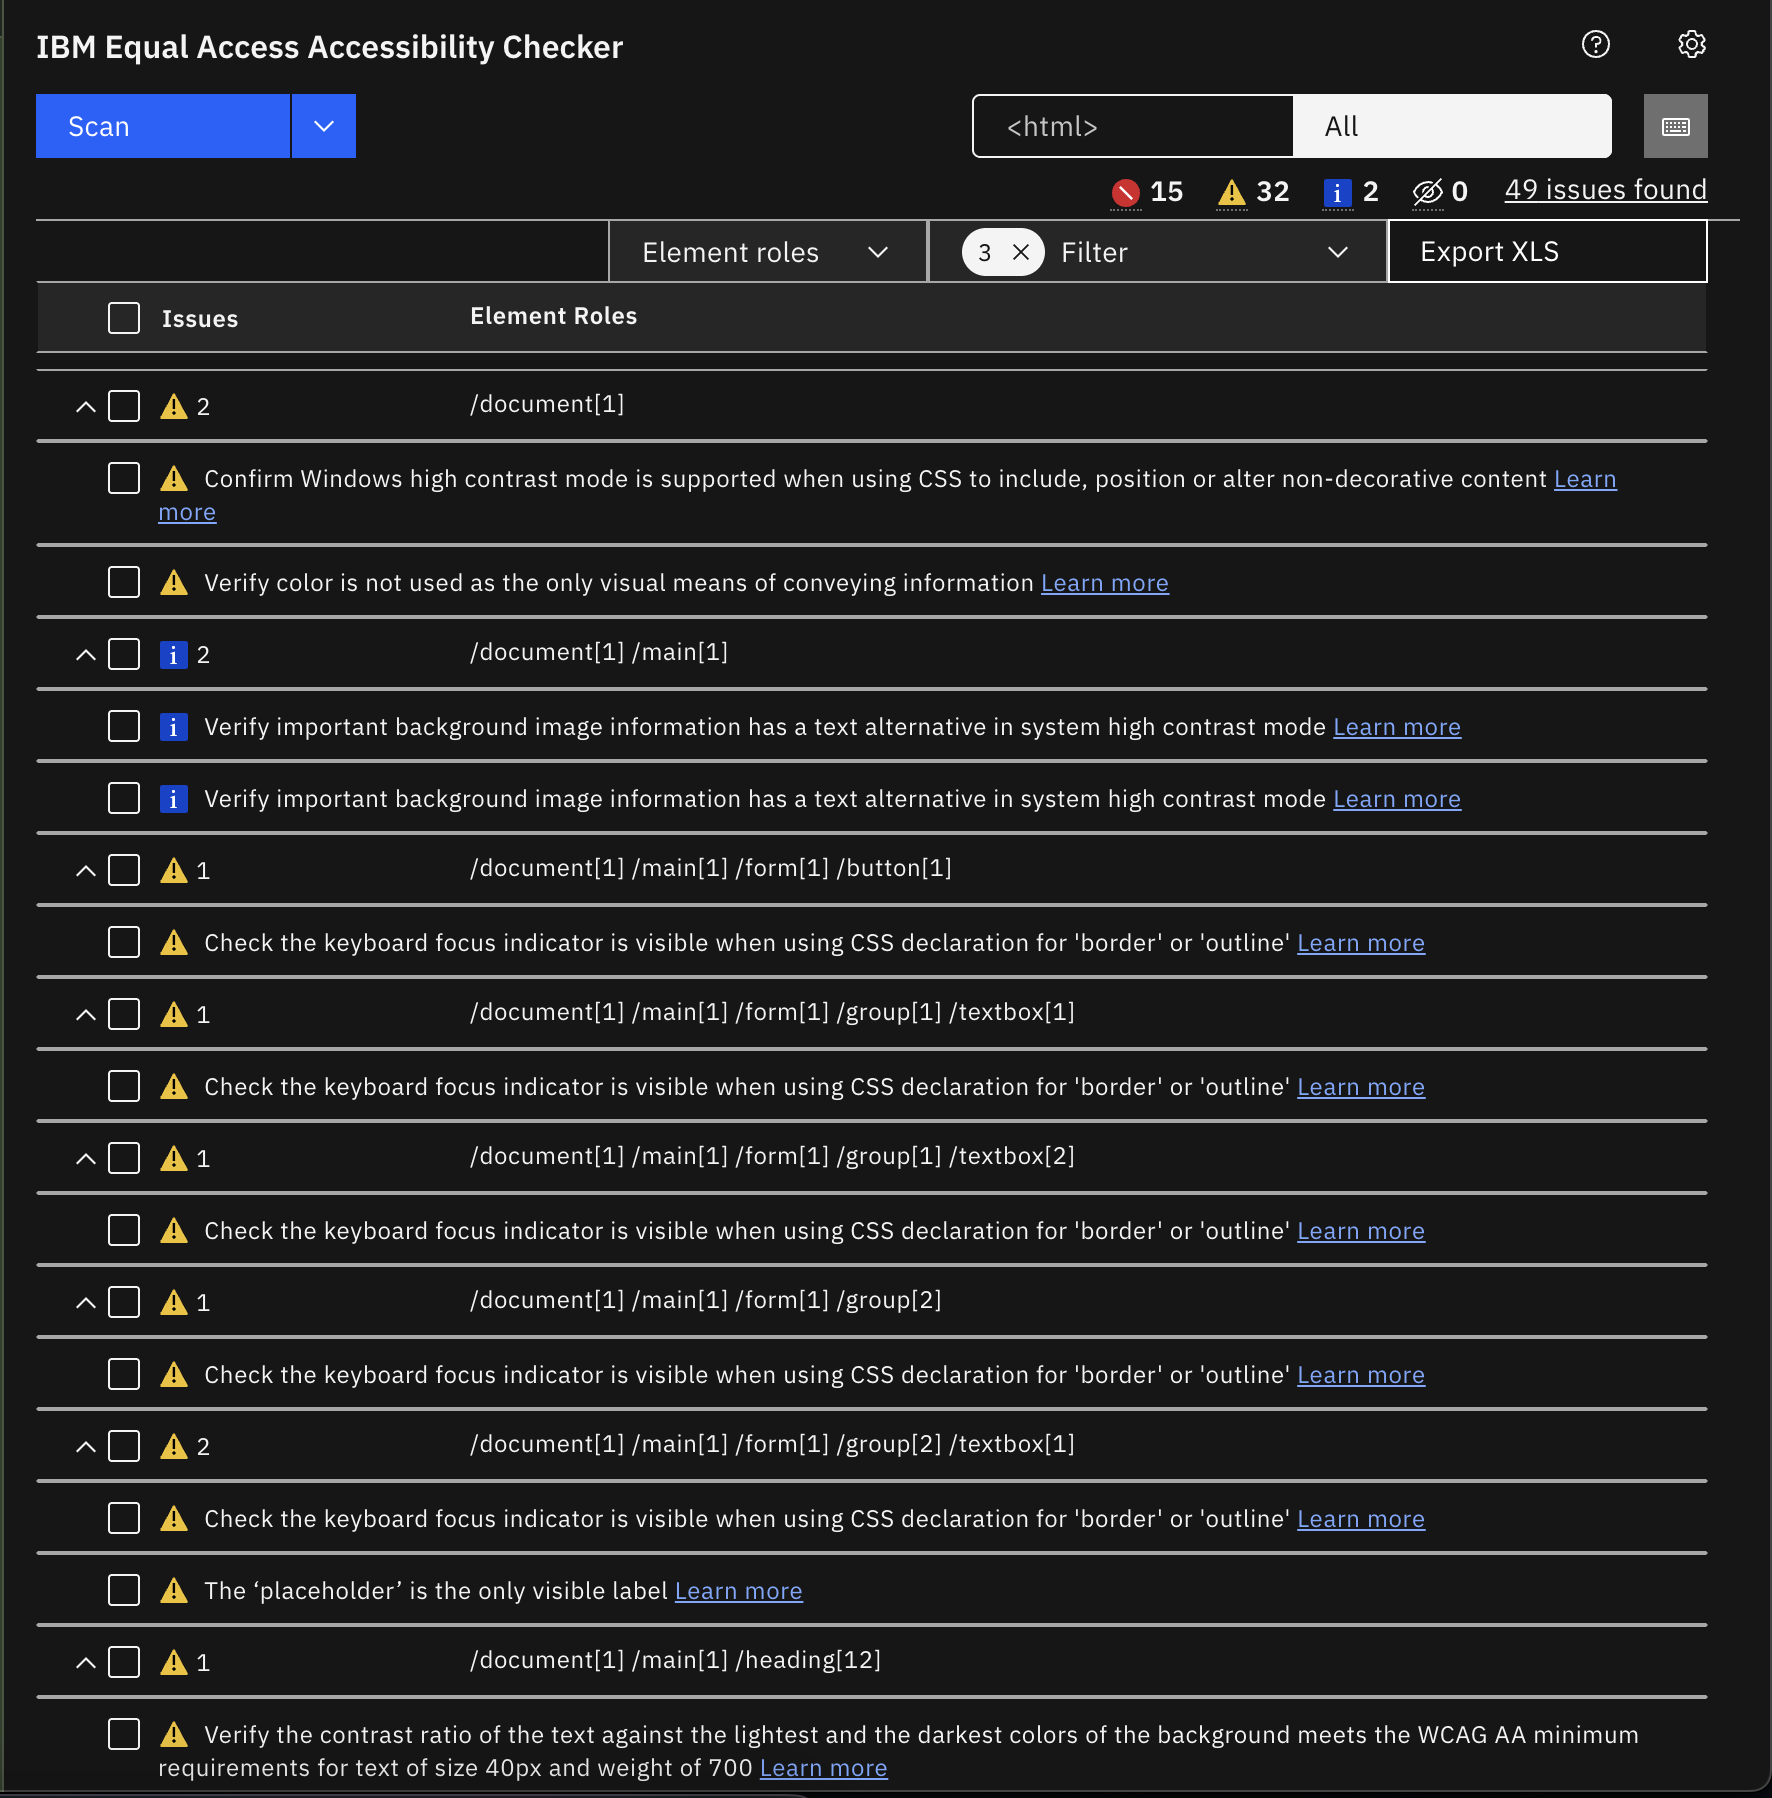 IBM Equal Access Accessibility Checker
Scan
<html>
All
15
32
2
0
49 issues found
Element roles
3
Filter
Export XLS
Issues
Element Roles
2
/document[1]
Confirm Windows high contrast mode is supported when using CSS to include, position or alter non-decorative content Learn
more
Verify color is not used as the only visual means of conveying information Learn more
2
/document[1] /main[1]
Verify important background image information has a text alternative in system high contrast mode Learn more
Verify important background image information has a text alternative in system high contrast mode Learn more
1
/document[1] /main[1] /form[1] /button[1]
Check the keyboard focus indicator is visible when using CSS declaration for 'border' or 'outline' Learn more
1
/document[1] /main[1] /form[1] /group[1] /textbox[1]
Check the keyboard focus indicator is visible when using CSS declaration for 'border' or 'outline' Learn more
1
/document[1] /main[1] /form[1] /group[1] /textbox[2]
Check the keyboard focus indicator is visible when using CSS declaration for 'border' or 'outline' Learn more
1
/document[1] /main[1] /form[1] /group[2]
Check the keyboard focus indicator is visible when using CSS declaration for 'border' or 'outline' Learn more
2
/document[1] /main[1] /form[1] /group[2] /textbox[1]
Check the keyboard focus indicator is visible when using CSS declaration for 'border' or 'outline' Learn more
The ‘placeholder’ is the only visible label Learn more
1
/document[1] /main[1] /heading[12]
Verify the contrast ratio of the text against the lightest and the darkest colors of the background meets the WCAG AA minimum
requirements for text of size 40px and weight of 700 Learn more